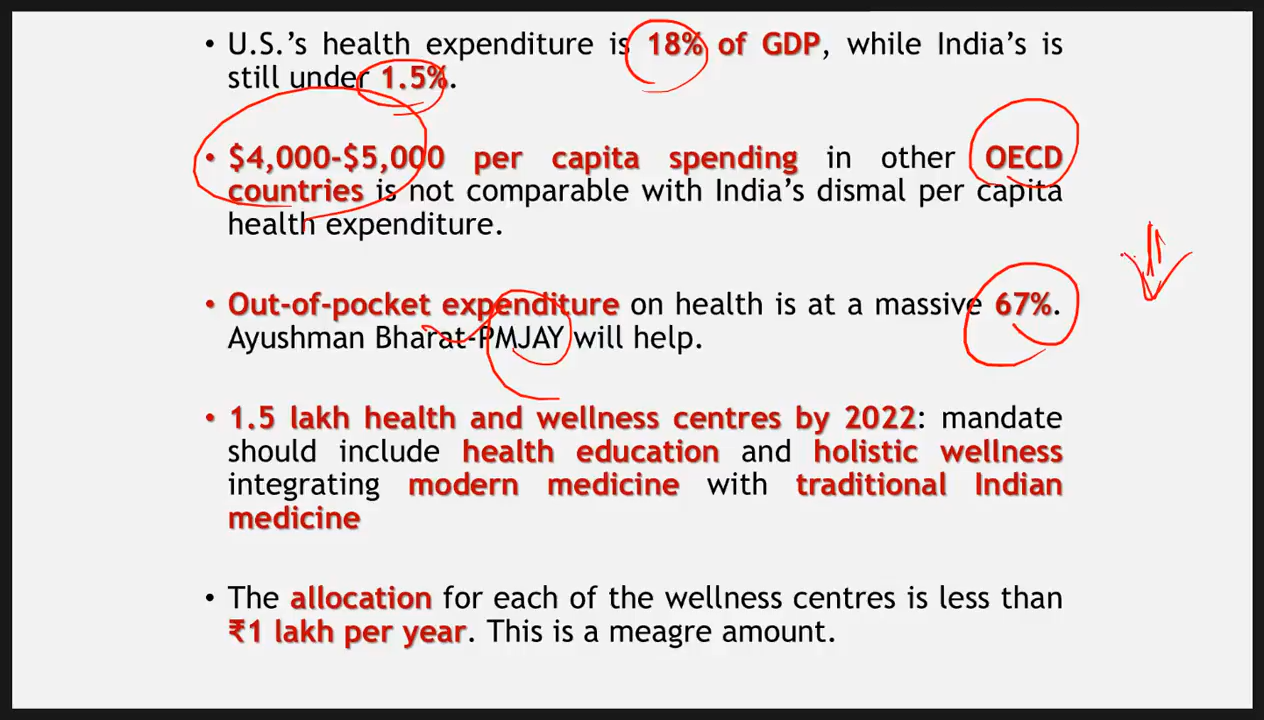 • U.S.'s health expenditure is 18% of GDP, while India's is
still under 1.5%.
• $4,000-$5,000 per capita spending in other OECD
countries is not comparable with India's dismal per capita
health expenditure.
• Out-of-pocket expenditure on health is at a massive 67%.
Ayushman Bharat-PMJAY will help.
• 1.5 lakh health and wellness centres by 2022: mandate
should include health education and holistic wellness
integrating modern medicine with traditional Indian
medicine
• The allocation for each of the wellness centres is less than
₹1 lakh per year. This is a meagre amount.